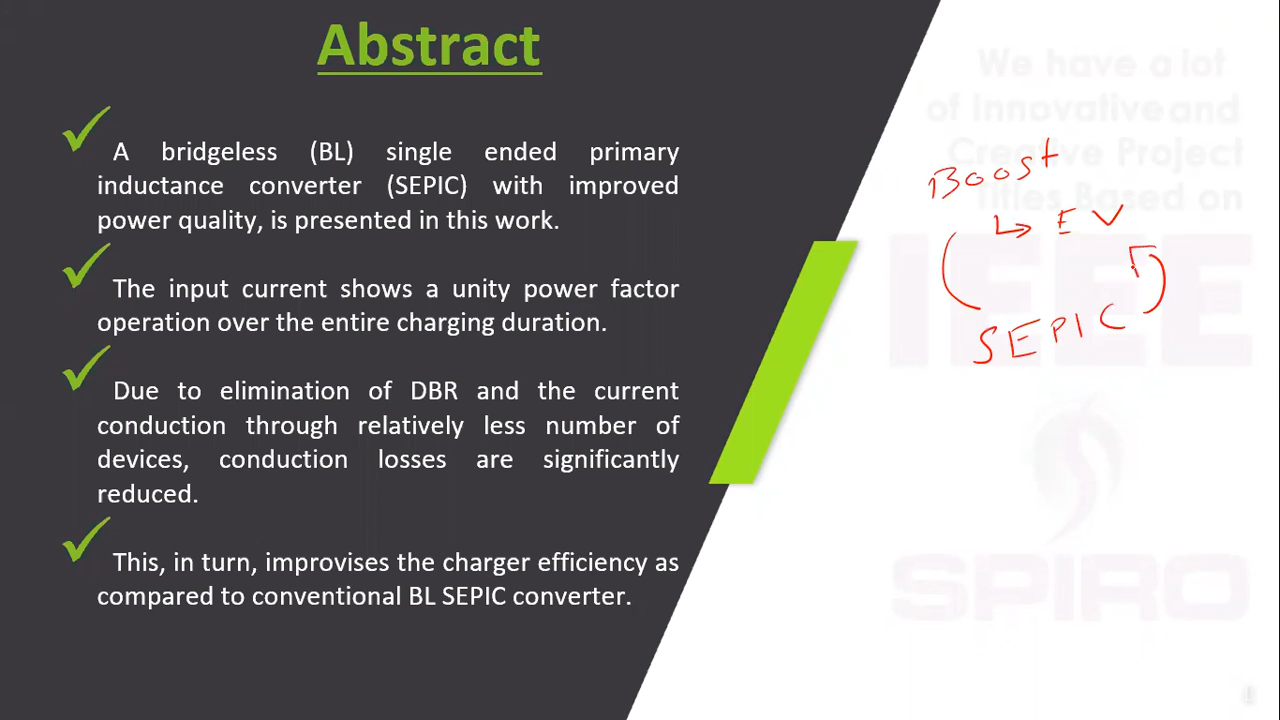 Abstract
A bridgeless (BL) single ended primary
inductance converter (SEPIC) with improved
power quality, is presented in this work.
The input current shows a unity power factor
operation over the entire charging duration.
Due to elimination of DBR and the current
conduction through relatively less number of
devices, conduction losses are significantly
reduced.
This, in turn, improvises the charger efficiency as
compared to conventional BL SEPIC converter.
We have a lot
of Innovative and
Creative Project
Titles Based on
IEEE
SPIRO
Boost
EV
SEPIC